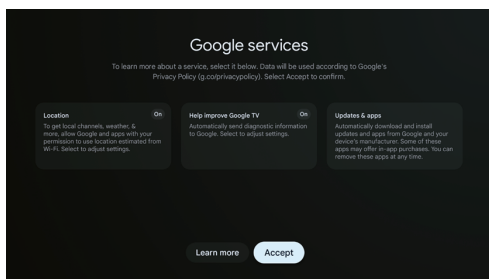 Google services
To learn more about a service, select it below. Data will be used according to Google's
Privacy Policy (g.co/privacypolicy). Select Accept to confirm.
Location
On
To get local channels, weather, &
more, allow Google and apps with your
permission to use location estimated from
Wi-Fi. Select to adjust settings.
Help improve Google TV
On
Automatically send diagnostic information
to Google. Select to adjust settings.
Updates & apps
Automatically download and install
updates and apps from Google and your
device's manufacturer. Some of these
apps may offer in-app purchases. You can
remove these apps at any time.
Learn more
Accept